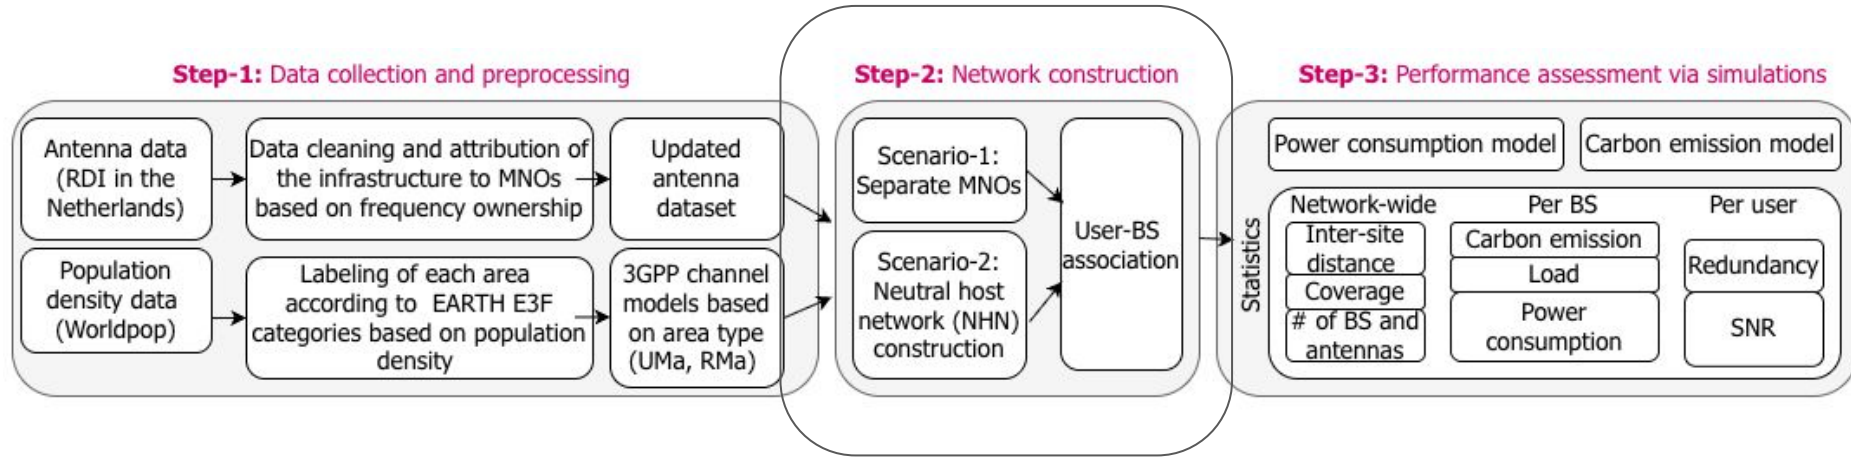 Step-1: Data collection and preprocessing
Antenna data
(RDI in the
Netherlands)
Data cleaning and attribution of
the infrastructure to MNOs
based on frequency ownership
Updated
antenna
dataset
Population
density data
(Worldpop)
Labeling of each area
according to EARTH E3F
categories based on population
density
3GPP channel
models based
on area type
(UMa, RMa)
Step-2: Network construction
Scenario-1:
Separate MNOs
Scenario-2:
Neutral host
network (NHN)
construction
User-BS
association
Step-3: Performance assessment via simulations
Power consumption model
Carbon emission model
Statistics
Network-wide
Inter-site
distance
Coverage
# of BS and
antennas
Per BS
Carbon emission
Load
Power
consumption
Per user
Redundancy
SNR